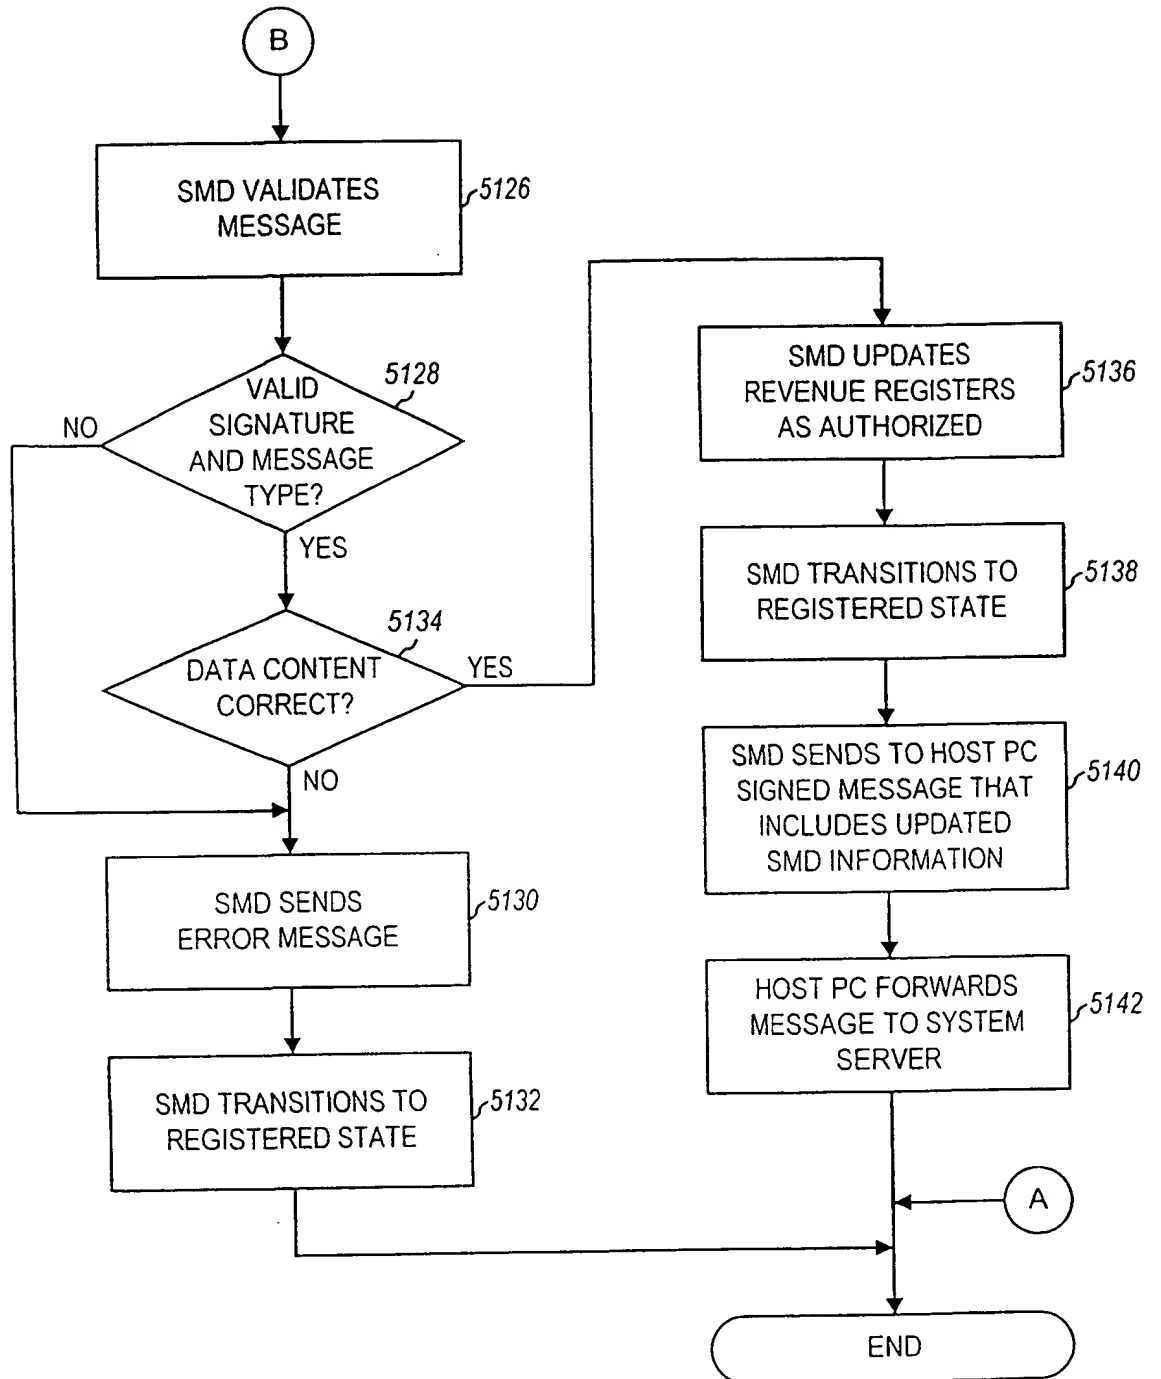 B
SMD VALIDATES
MESSAGE
5126
VALID
SIGNATURE
AND MESSAGE
TYPE?
5128
NO
YES
DATA CONTENT
CORRECT?
5134
YES
NO
SMD SENDS
ERROR MESSAGE
5130
SMD TRANSITIONS TO
REGISTERED STATE
5132
SMD UPDATES
REVENUE REGISTERS
AS AUTHORIZED
5136
SMD TRANSITIONS TO
REGISTERED STATE
5138
SMD SENDS TO HOST PC
SIGNED MESSAGE THAT
INCLUDES UPDATED
SMD INFORMATION
5140
HOST PC FORWARDS
MESSAGE TO SYSTEM
SERVER
5142
A
END